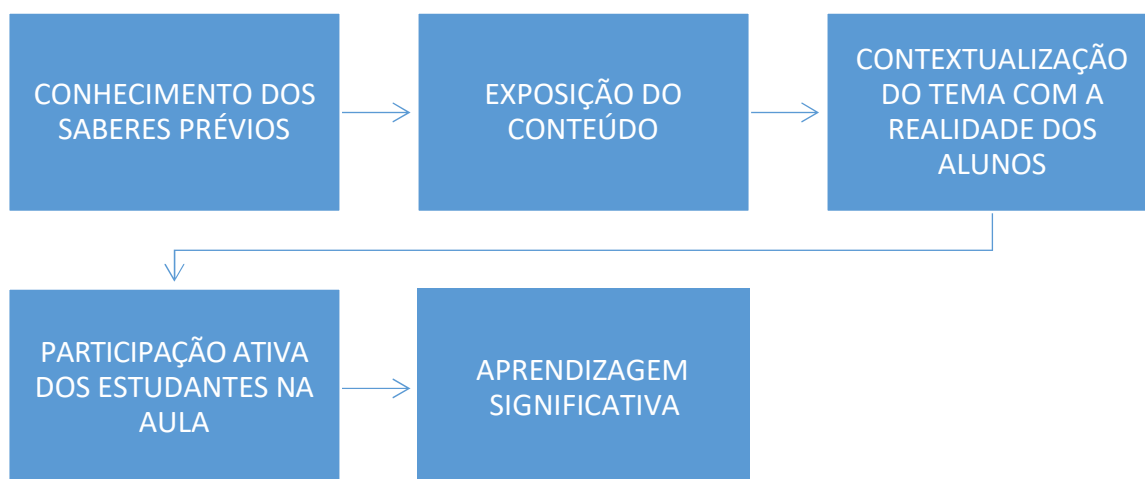 CONHECIMENTO DOS
SABERES PRÉVIOS
EXPOSIÇÃO DO
CONTEÚDO
CONTEXTUALIZAÇÃO
DO TEMA COM A
REALIDADE DOS
ALUNOS
PARTICIPAÇÃO ATIVA
DOS ESTUDANTES NA
AULA
APRENDIZAGEM
SIGNIFICATIVA